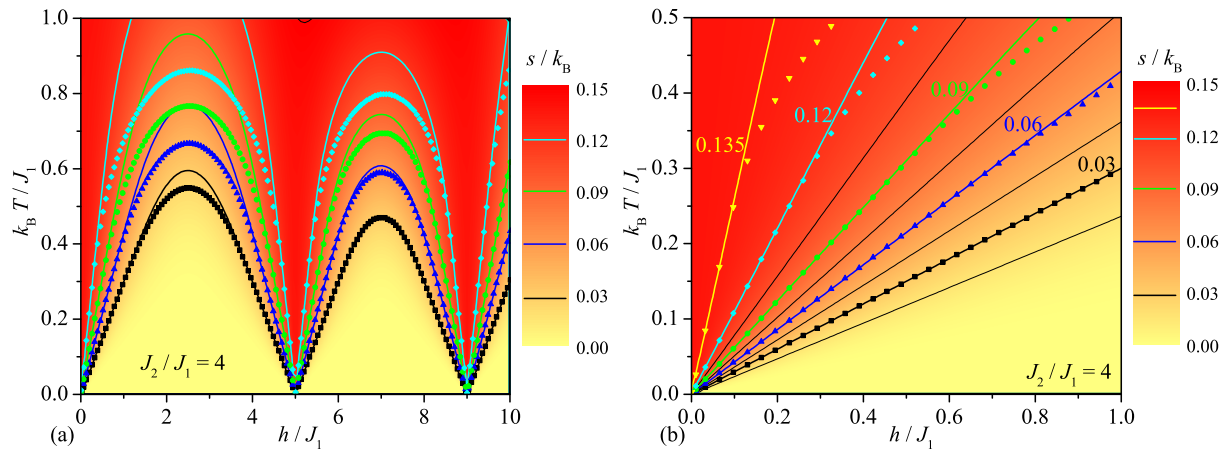 1.0
0.8
0.6
0.4
0.2
0.0
k_B T / J_1
0 2 4 6 8 10
h / J_1
(a)
J_2 / J_1 = 4
s / k_B
0.15
0.12
0.09
0.06
0.03
0.00
0.5
0.4
0.3
0.2
0.1
0.0
k_B T / J_1
0.0 0.2 0.4 0.6 0.8 1.0
h / J_1
(b)
0.135
0.12
0.09
0.06
0.03
J_2 / J_1 = 4
s / k_B
0.15
0.12
0.09
0.06
0.03
0.00